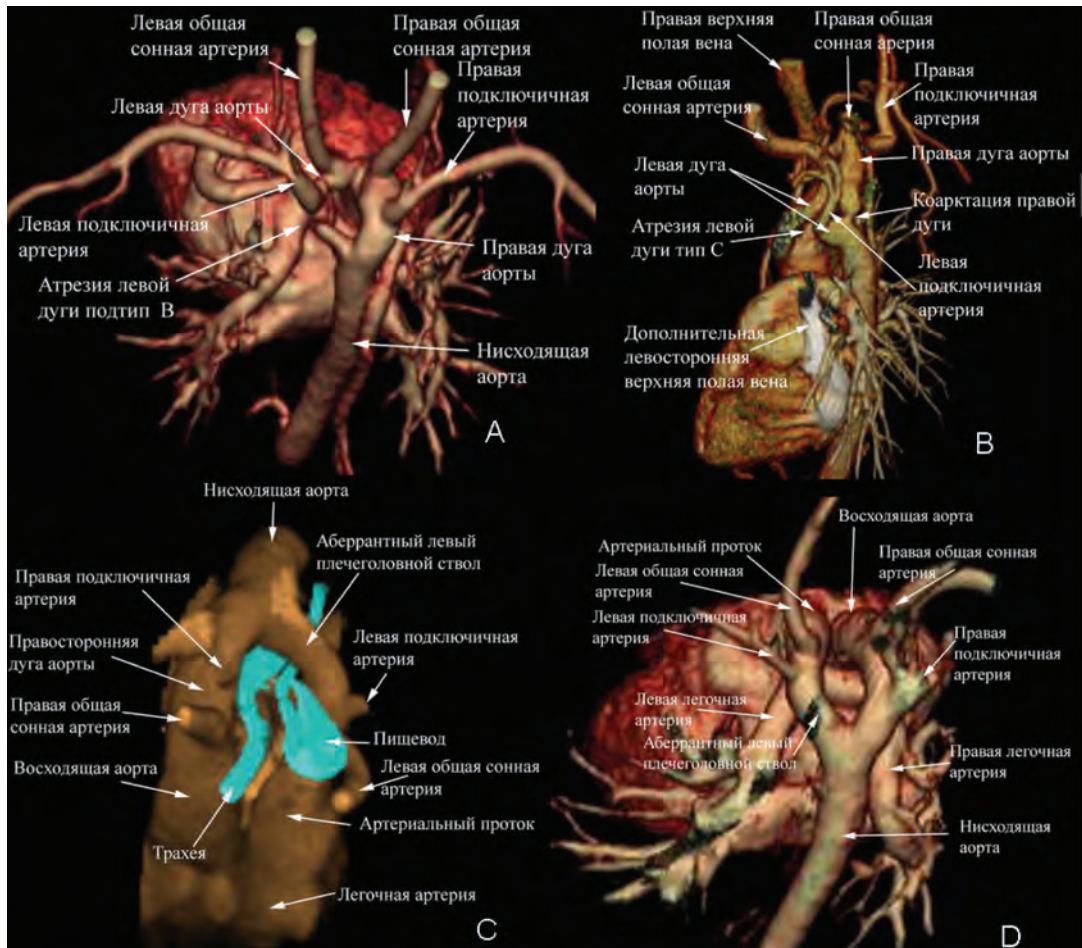 Левая общая
сонная артерия
Правая общая
сонная артерия
Правая
подключичная
артерия
Левая дуга аорты
Левая подключичная
артерия
Правая дуга
аорты
Атрезия левой
дуги подтип В
Нисходящая
аорта
A
Правая верхняя
полая вена
Правая общая
сонная арерия
Левая общая
сонная артерия
Правая
подключичная
артерия
Правая дуга аорты
Левая дуга
аорты
Коарктация правой
дуги
Атрезия левой
дуги тип С
Левая
подключичная
артерия
Дополнительная
левосторонняя
верхняя полая вена
B
Нисходящая аорта
Аберрантный левый
плечеголовной ствол
Правая подключичная
артерия
Левая подключичная
артерия
Правосторонняя
дуга аорты
Правая общая
сонная артерия
Пищевод
Восходящая аорта
Левая общая сонная
артерия
Артериальный проток
Трахея
Легочная артерия
C
Восходящая аорта
Артериальный проток
Правая общая сонная
артерия
Левая общая сонная
артерия
Левая подключичная
артерия
Правая
подключичная
артерия
Левая легочная
артерия
Аберрантный левый
плечеголовной ствол
Правая легочная
артерия
Нисходящая
аорта
D